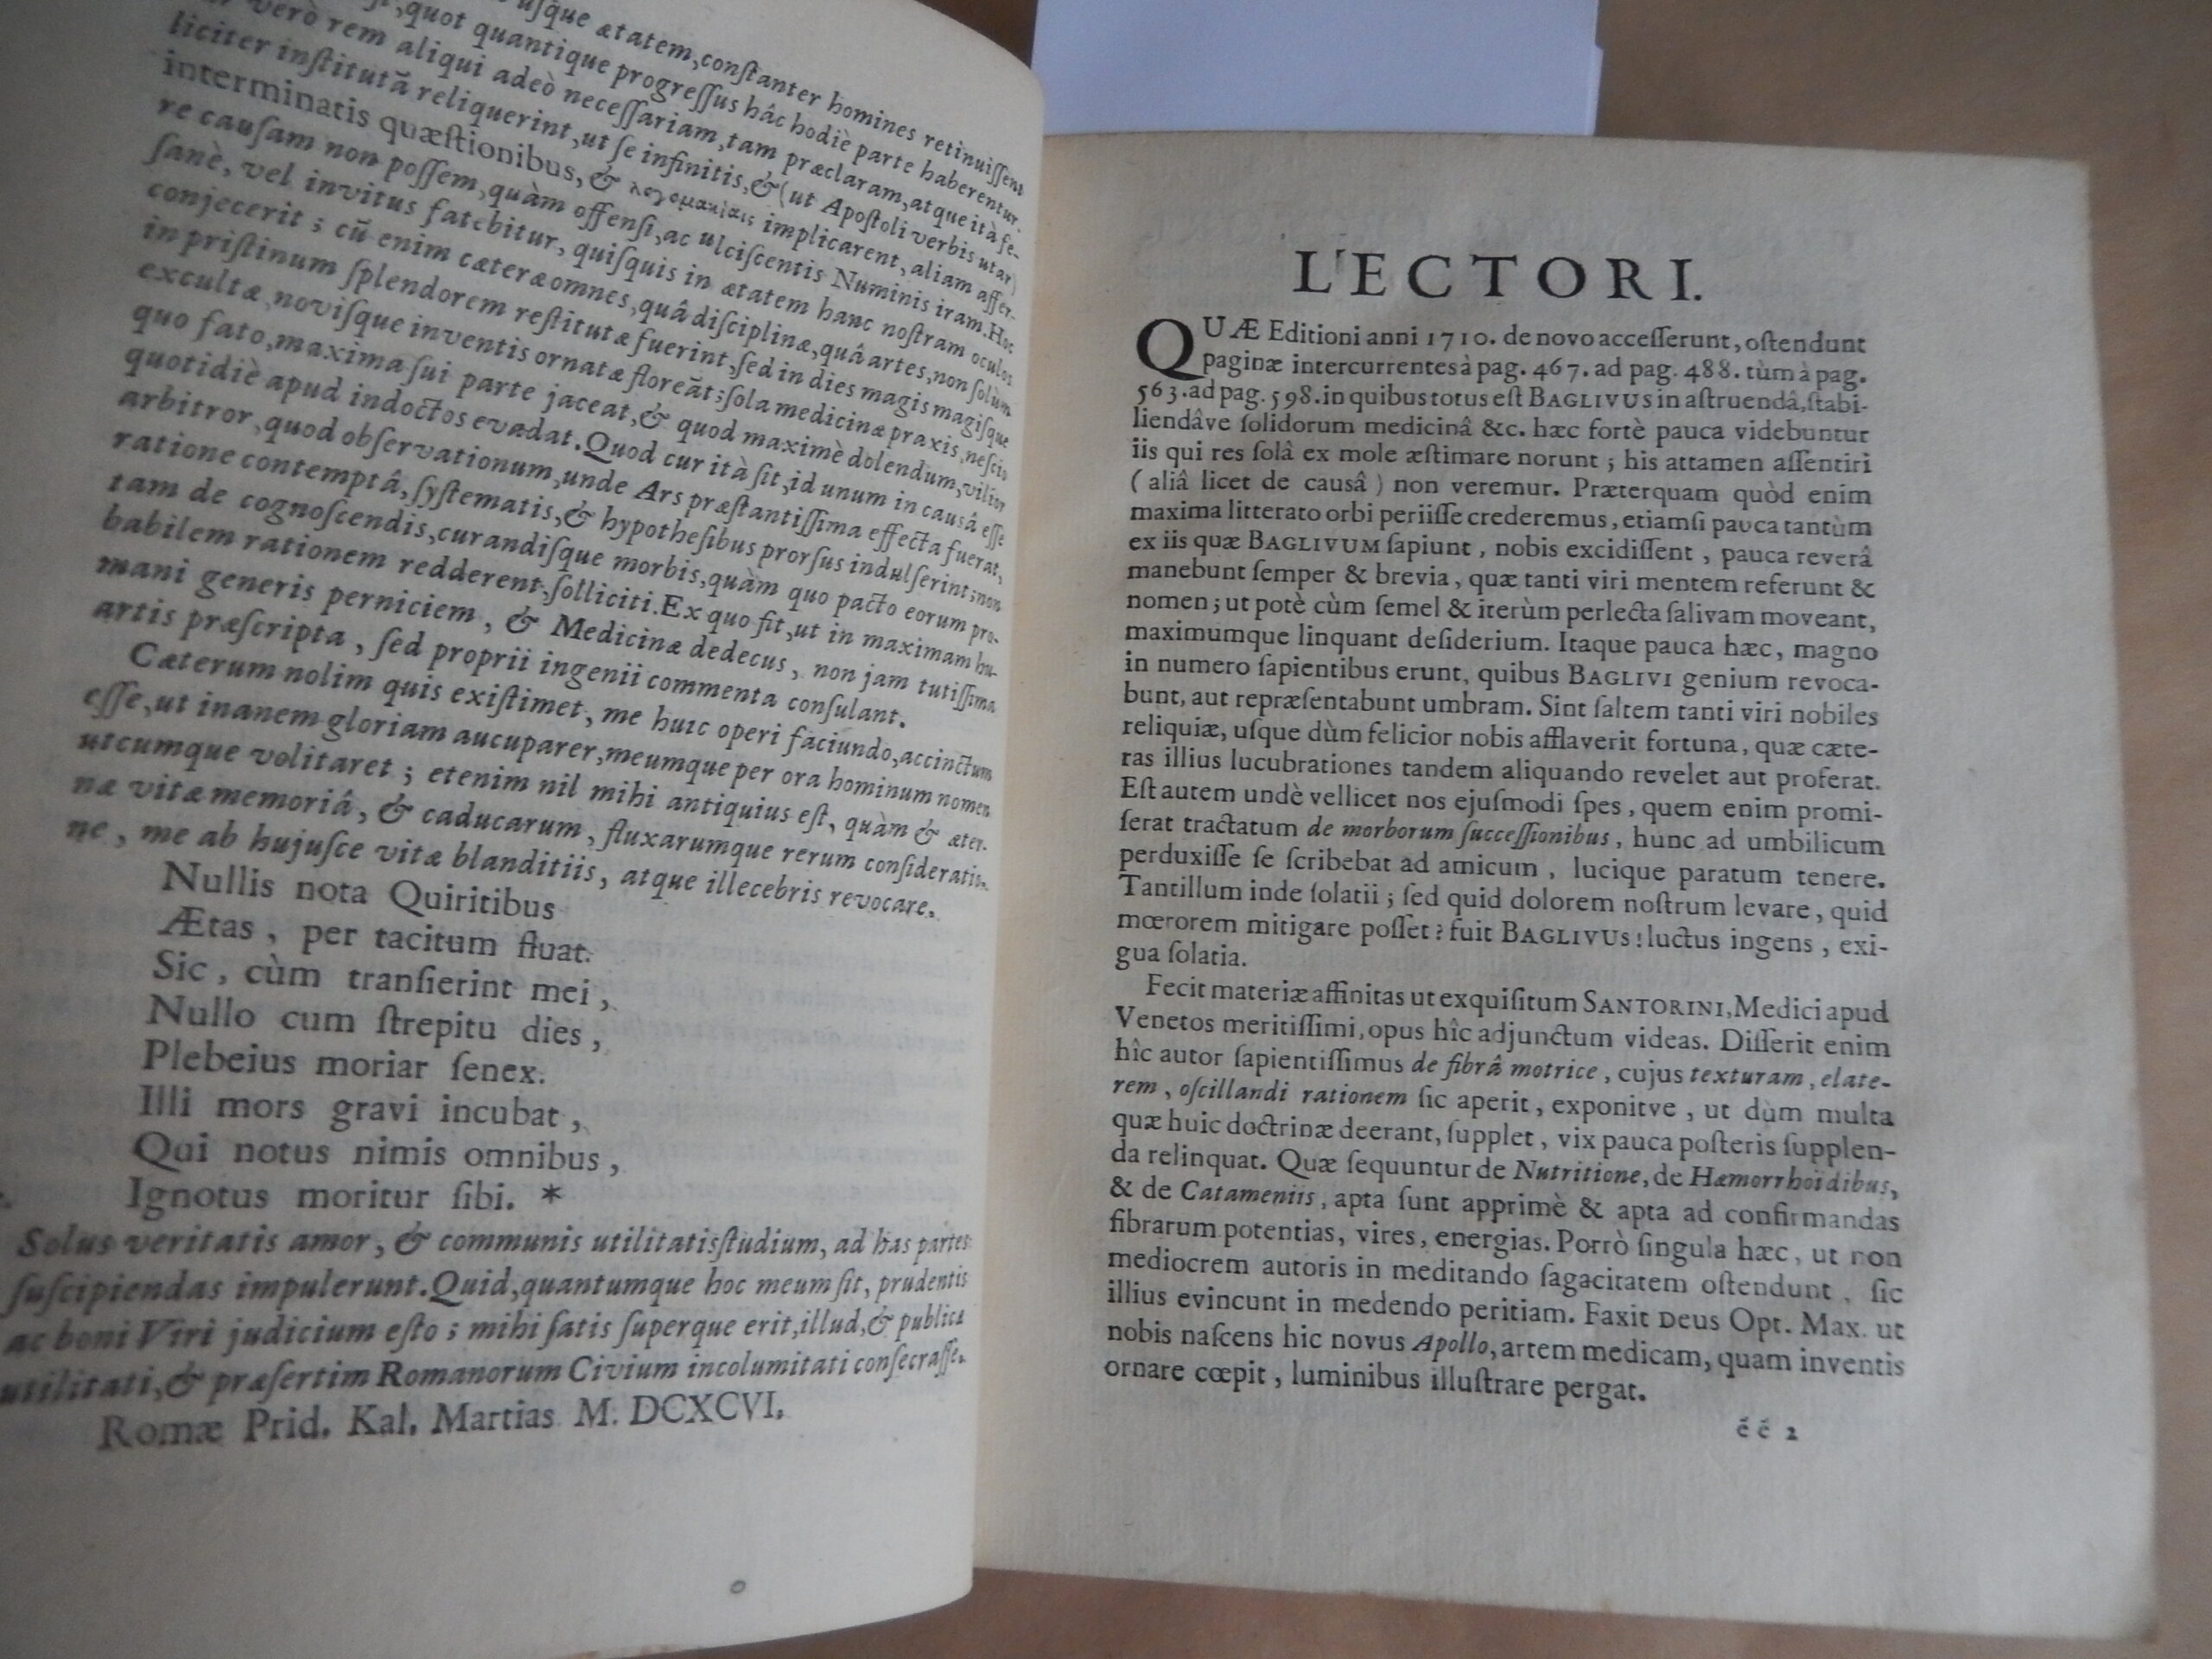 usque ætatem, conſtanter homines retinuiſſent
quot quantique progreſſus hâc hodiè parte haberentur.
verò rem aliqui adeò neceſſariam, tam præclaram, atque ità fe-
liciter inſtitutã reliquerint, ut ſe infinitis, & (ut Apoſtoli verbis utar)
interminatis quæſtionibus, & λογομαχίαις implicarent, aliam affer-
re cauſam non poſſem, quàm offenſi, ac ulciſcentis Numinis iram. Hoc
ſanè, vel invitus fatebitur, quiſquis in ætatem hanc noſtram oculos
conjecerit; cũ enim cæteræ omnes, quâ diſciplinæ, quâ artes, non ſolum
in priſtinum ſplendorem reſtitutæ fuerint, ſed in dies magis magiſque
excultæ, noviſque inventis ornatæ floreãt; ſola medicinæ praxis, neſcio
quo fato, maxima ſui parte jaceat, & quod maximè dolendum, vilior
quotidiè apud indoctos evadat. Quod cur ità ſit, id unum in causâ eſſe
arbitror, quod obſervationum, unde Ars præſtantiſſima effecta fuerat,
ratione contemptâ, ſyſtematis, & hypotheſibus prorſus indulſerint; non
tam de cognoſcendis, curandiſque morbis, quàm quo pacto eorum pro-
babilem rationem redderent, ſolliciti. Ex quo fit, ut in maximam hu-
mani generis perniciem, & Medicinæ dedecus, non jam tutiſſima
artis præſcripta, ſed proprii ingenii commenta conſulant.
Cæterum nolim quis exiſtimet, me huic operi faciundo, accinctum
eſſe, ut inanem gloriam aucuparer, meumque per ora hominum nomen
utcumque volitaret; etenim nil mihi antiquius eſt, quàm & æter-
næ vitæ memoriâ, & caducarum, fluxarumque rerum conſideratio-
ne, me ab hujuſce vitæ blanditiis, atque illecebris revocare.
Nullis nota Quiritibus
Ætas, per tacitum fluat.
Sic, cùm tranſierint mei,
Nullo cum ſtrepitu dies,
Plebeius moriar ſenex.
Illi mors gravi incubat,
Qui notus nimis omnibus,
Ignotus moritur ſibi. *
Solus veritatis amor, & communis utilitatis ſtudium, ad has partes
ſuſcipiendas impulerunt. Quid, quantumque hoc meum ſit, prudentis
ac boni Viri judicium eſto; mihi ſatis ſuperque erit, illud, & publicæ
utilitati, & præſertim Romanorum Civium incolumitati conſecraſſe.
Romæ Prid. Kal. Martias M. DCXCVI.
LECTORI.
QUÆ Editioni anni 1710. de novo acceſſerunt, oſtendunt
paginæ intercurrentes à pag. 467. ad pag. 488. tùm à pag.
563. ad pag. 598. in quibus totus eſt BAGLIVUS in aſtruendâ, ſtabi-
liendâve ſolidorum medicinâ &c. hæc fortè pauca videbuntur
iis qui res ſolâ ex mole æſtimare norunt; his attamen aſſentiri
(aliâ licet de causâ) non veremur. Præterquam quòd enim
maxima litterato orbi periiſſe crederemus, etiamſi pauca tantùm
ex iis quæ BAGLIVUM ſapiunt, nobis excidiſſent, pauca reverâ
manebunt ſemper & brevia, quæ tanti viri mentem referunt &
nomen; ut potè cùm ſemel & iterùm perlecta ſalivam moveant,
maximumque linquant deſiderium. Itaque pauca hæc, magno
in numero ſapientibus erunt, quibus BAGLIVI genium revoca-
bunt, aut repræſentabunt umbram. Sint ſaltem tanti viri nobiles
reliquiæ, uſque dùm felicior nobis afflaverit fortuna, quæ cæte-
ras illius lucubrationes tandem aliquando revelet aut proferat.
Eſt autem undè vellicet nos ejuſmodi ſpes, quem enim promi-
ſerat tractatum de morborum ſucceſſionibus, hunc ad umbilicum
perduxiſſe ſe ſcribebat ad amicum, lucique paratum tenere.
Tantillum inde ſolatii; ſed quid dolorem noſtrum levare, quid
mœrorem mitigare poſſet? fuit BAGLIVUS! luctus ingens, exi-
gua ſolatia.
Fecit materiæ affinitas ut exquiſitum SANTORINI, Medici apud
Venetos meritiſſimi, opus hîc adjunctum videas. Diſſerit enim
hîc autor ſapientiſſimus de fibrâ motrice, cujus texturam, elate-
rem, oſcillandi rationem ſic aperit, exponitve, ut dùm multa
quæ huic doctrinæ deerant, ſupplet, vix pauca poſteris ſupplen-
da relinquat. Quæ ſequuntur de Nutritione, de Hæmorrhoidibus,
& de Catameniis, apta ſunt apprimè & apta ad confirmandas
fibrarum potentias, vires, energias. Porrò ſingula hæc, ut non
mediocrem autoris in meditando ſagacitatem oſtendunt, ſic
illius evincunt in medendo peritiam. Faxit DEUS Opt. Max. ut
nobis naſcens hic novus Apollo, artem medicam, quam inventis
ornare cœpit, luminibus illuſtrare pergat.
é é 2